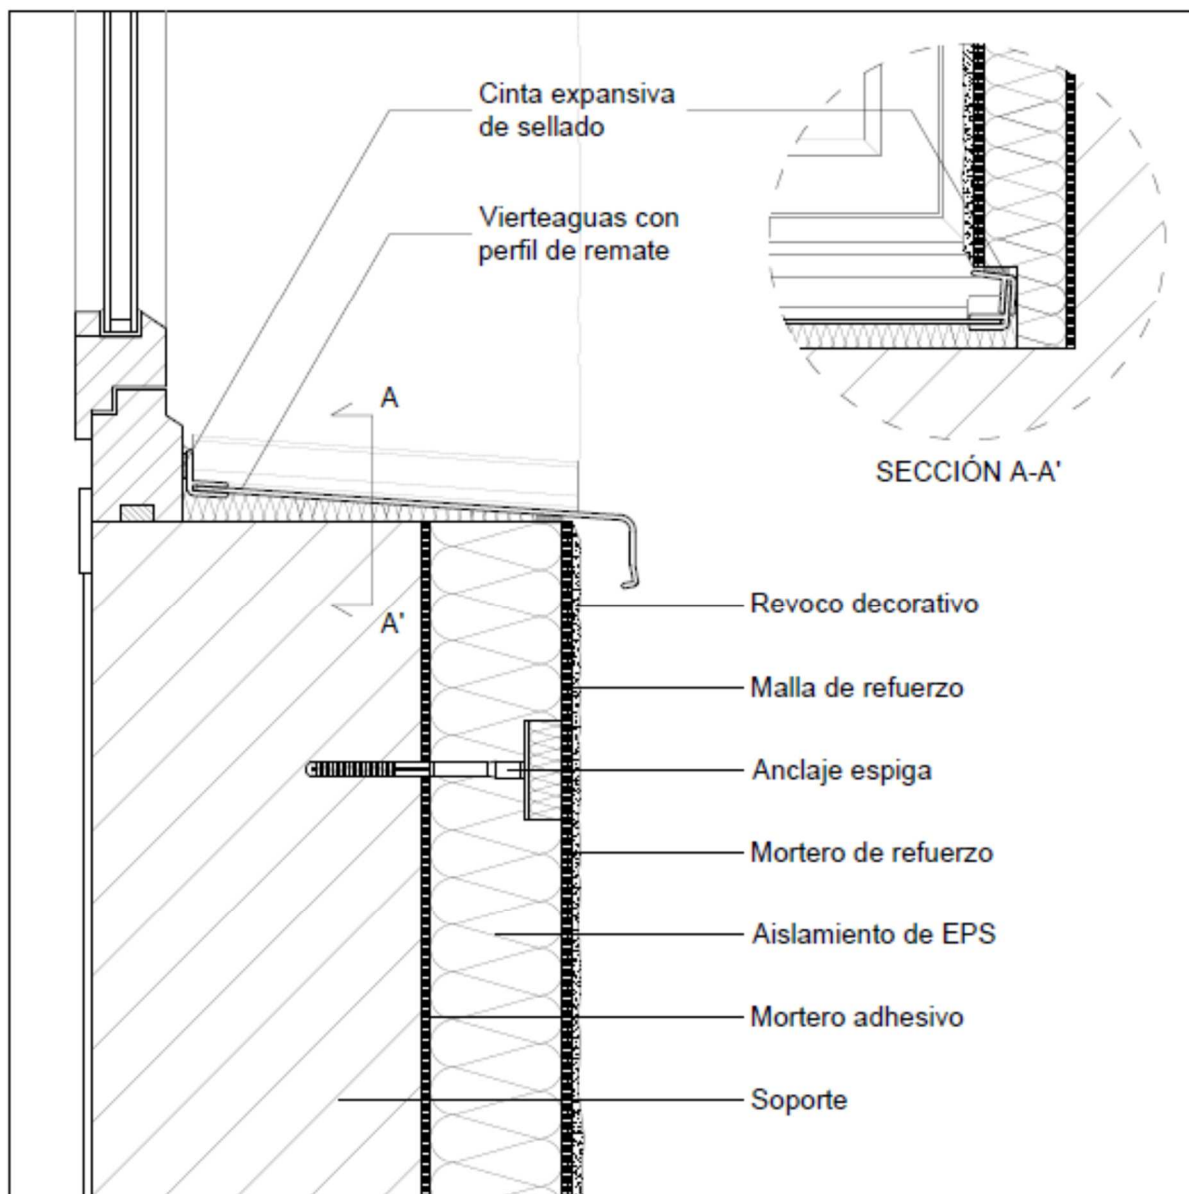 Cinta expansiva
de sellado
Vierteaguas con
perfil de remate
A
A'
SECCIÓN A-A'
Revoco decorativo
Malla de refuerzo
Anclaje espiga
Mortero de refuerzo
Aislamiento de EPS
Mortero adhesivo
Soporte